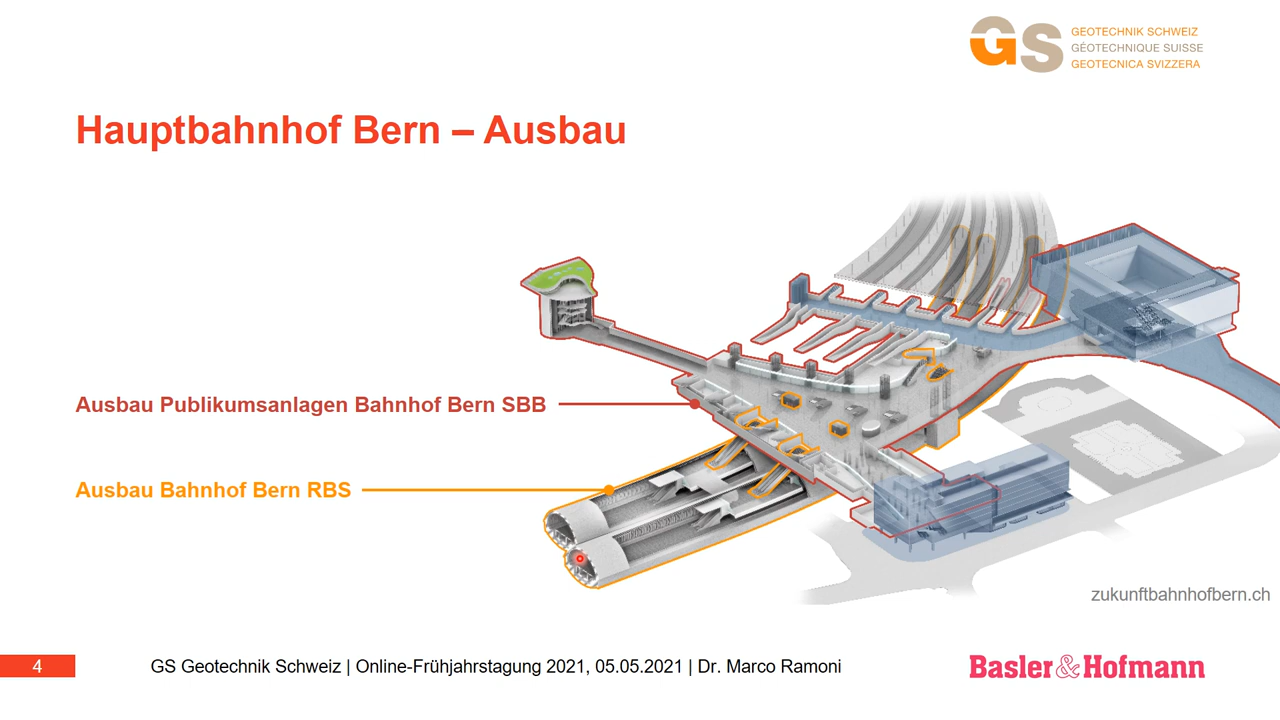 GS GEOTECHNIK SCHWEIZ
GÉOTECHNIQUE SUISSE
GEOTECNICA SVIZZERA
Hauptbahnhof Bern – Ausbau
Ausbau Publikumsanlagen Bahnhof Bern SBB
Ausbau Bahnhof Bern RBS
zukunftbahnhofbern.ch
4
GS Geotechnik Schweiz | Online-Frühjahrstagung 2021, 05.05.2021 | Dr. Marco Ramoni
Basler&Hofmann